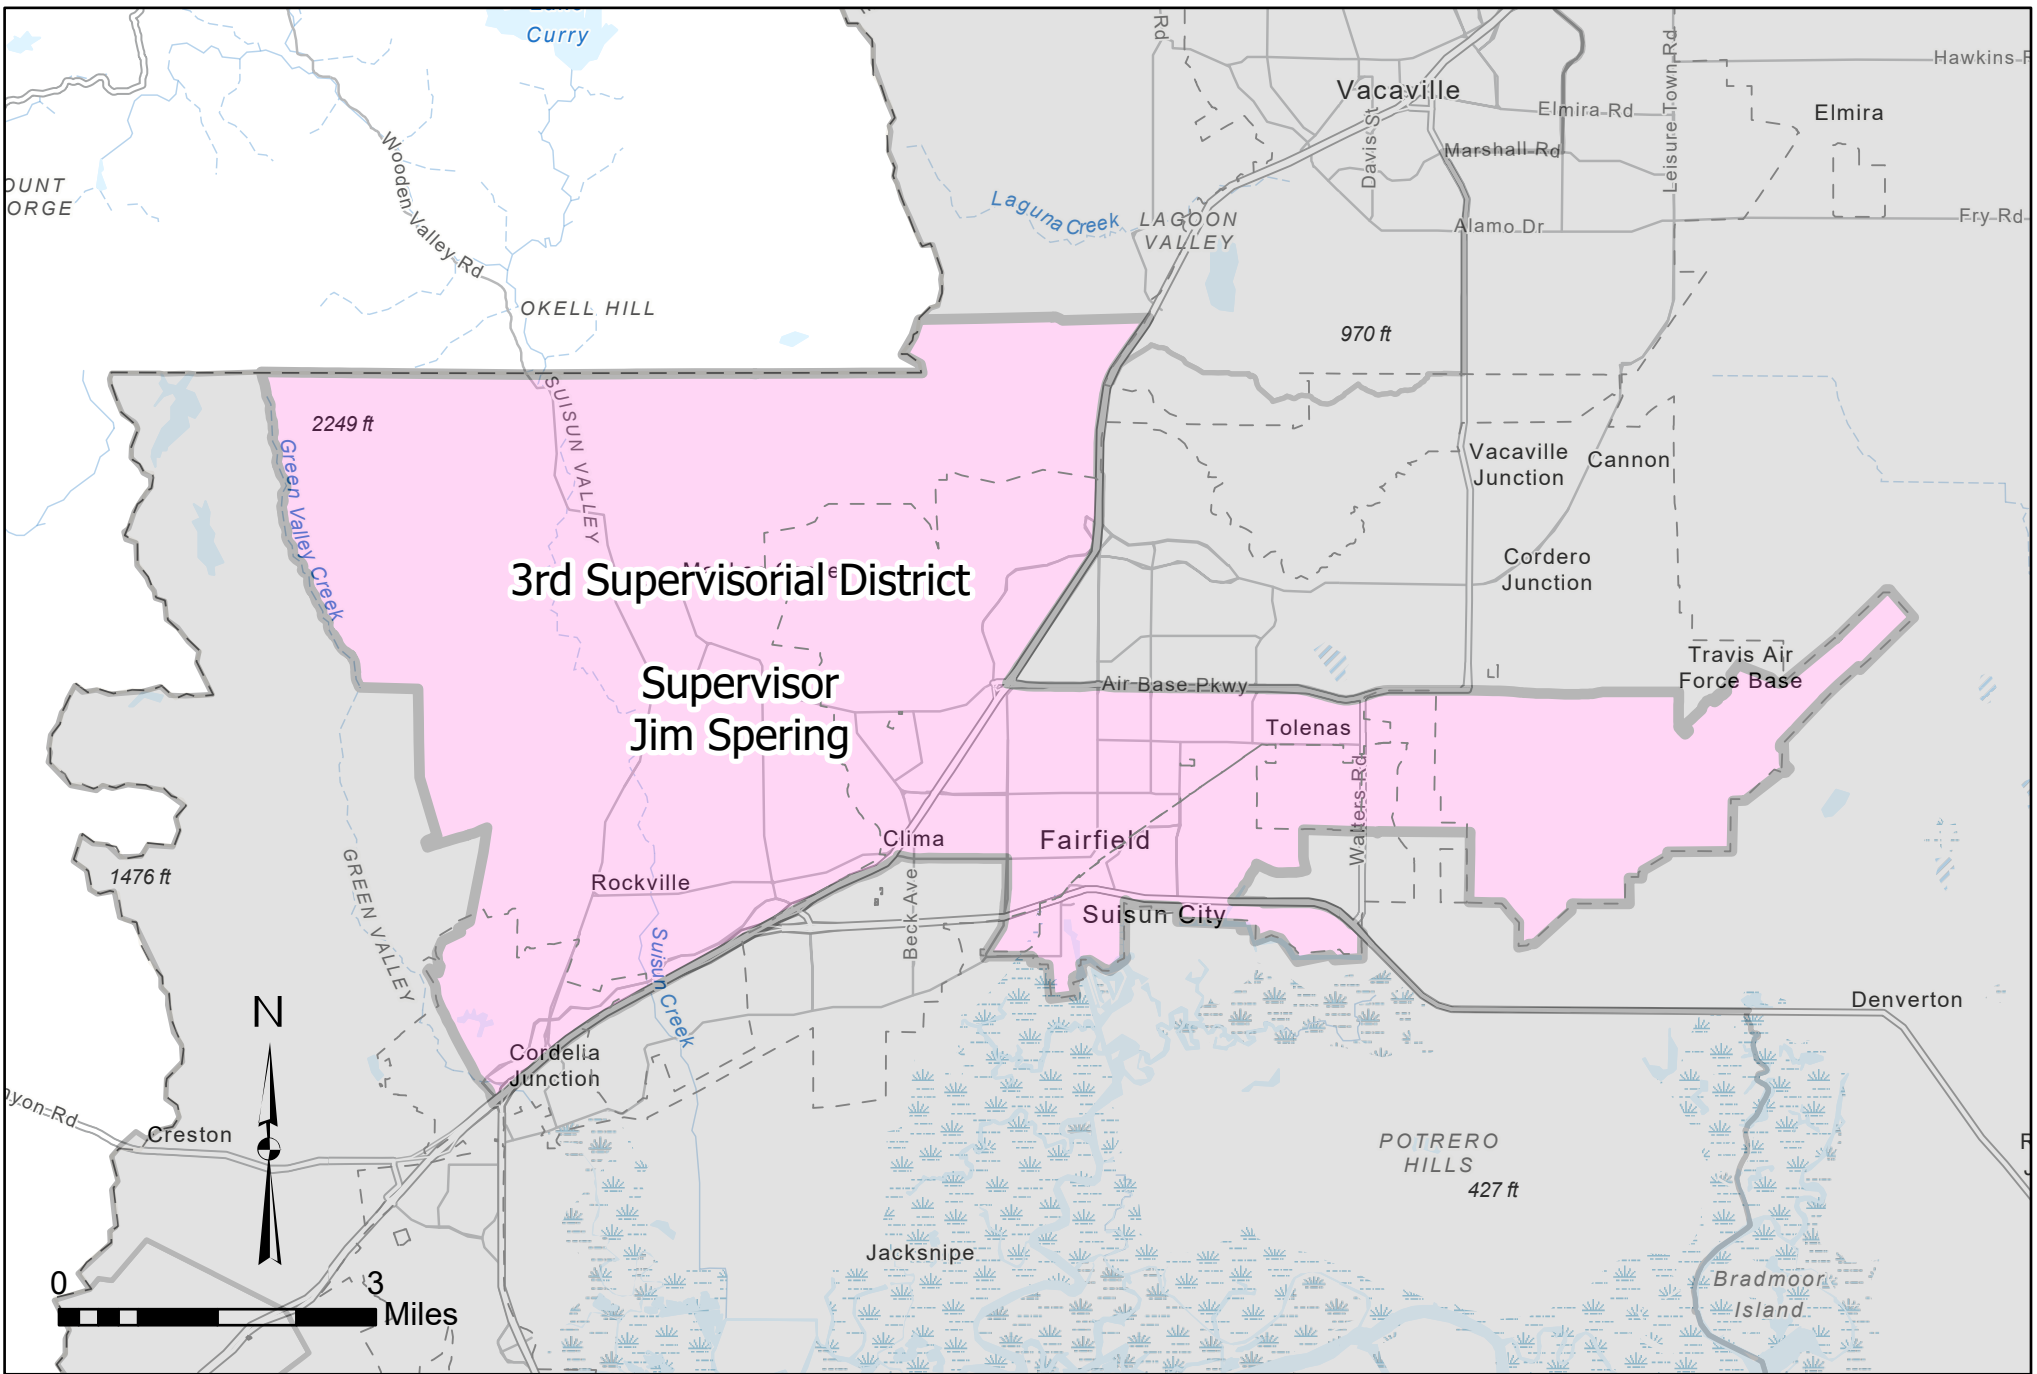 Curry
Rd
Vacaville
Hawkins
Leisure Town Rd
Elmira Rd
Elmira
Davis St
Marshall Rd
Wooden Valley Rd
Laguna Creek
LAGOON
VALLEY
Alamo Dr
Fry Rd
OKELL HILL
970 ft
2249 ft
SUISUN VALLEY
Green Valley Creek
Vacaville
Junction
Cannon
3rd Supervisorial District
Cordero
Junction
Supervisor
Jim Spering
Air Base Pkwy
Travis Air
Force Base
Tolenas
Walters Rd
Clima
Fairfield
1476 ft
GREEN VALLEY
Rockville
Beck Ave
Suisun City
Suisun Creek
N
Denverton
Cordelia
Junction
Creston
POTRERO
HILLS
427 ft
Jacksnipe
Bradmoor
Island
0 3
Miles